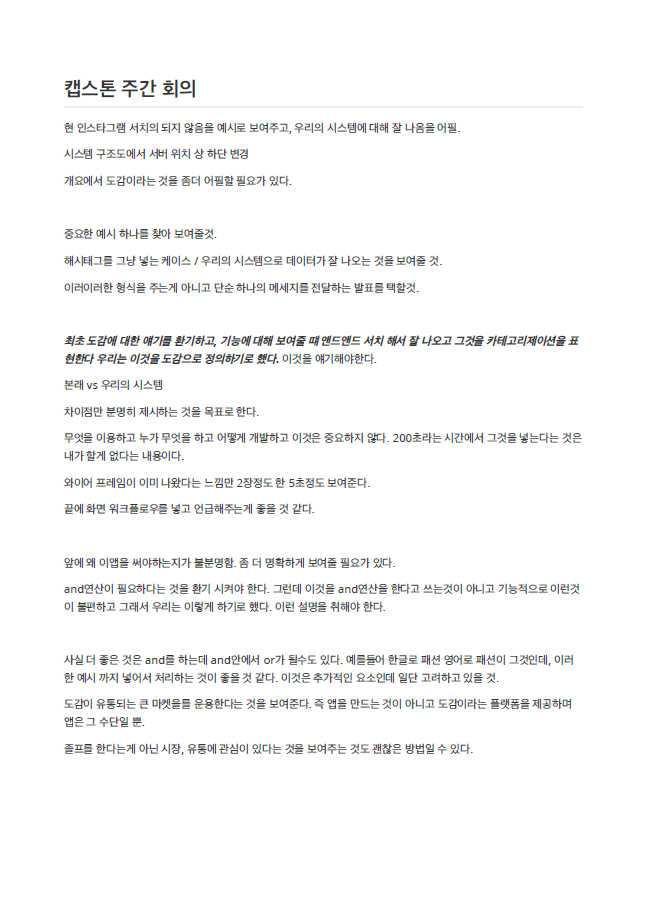 캡스톤 주간 회의
현 인스타그램 서치의 되지 않음을 예시로 보여주고, 우리의 시스템에 대해 잘 나옴을 어필.
시스템 구조도에서 서버 위치 상 하단 변경
개요에서 도감이라는 것을 좀더 어필할 필요가 있다.
중요한 예시 하나를 찾아 보여줄것.
해시태그를 그냥 넣는 케이스 / 우리의 시스템으로 데이터가 잘 나오는 것을 보여줄 것.
이러이러한 형식을 주는게 아니고 단순 하나의 메세지를 전달하는 발표를 택할것.
최초 도감에 대한 얘기를 환기하고, 기능에 대해 보여줄 떄 앤드앤드 서치 해서 잘 나오고 그것을 카테고리제이션을 표
현한다 우리는 이것을 도감으로 정의하기로 했다. 이것을 얘기해야한다.
본래 vs 우리의 시스템
차이점만 분명히 제시하는 것을 목표로 한다.
무엇을 이용하고 누가 무엇을 하고 어떻게 개발하고 이것은 중요하지 않다. 200초라는 시간에서 그것을 넣는다는 것은
내가 할게 없다는 내용이다.
와이어 프레임이 이미 나왔다는 느낌만 2장정도 한 5초정도 보여준다.
끝에 화면 워크플로우를 넣고 언급해주는게 좋을 것 같다.
앞에 왜 이앱을 써야하는지가 불분명함. 좀 더 명확하게 보여줄 필요가 있다.
and연산이 필요하다는 것을 환기 시켜야 한다. 그런데 이것을 and연산을 한다고 쓰는것이 아니고 기능적으로 이런것
이 불편하고 그래서 우리는 이렇게 하기로 했다. 이런 설명을 취해야 한다.
사실 더 좋은 것은 and를 하는데 and안에서 or가 될수도 있다. 예를들어 한글로 패션 영어로 패션이 그것인데, 이러
한 예시 까지 넣어서 처리하는 것이 좋을 것 같다. 이것은 추가적인 요소인데 일단 고려하고 있을 것.
도감이 유통되는 큰 마켓을를 운용한다는 것을 보여준다. 즉 앱을 만드는 것이 아니고 도감이라는 플랫폼을 제공하며
앱은 그 수단일 뿐.
졸프를 한다는게 아닌 시장, 유통에 관심이 있다는 것을 보여주는 것도 괜찮은 방법일 수 있다.